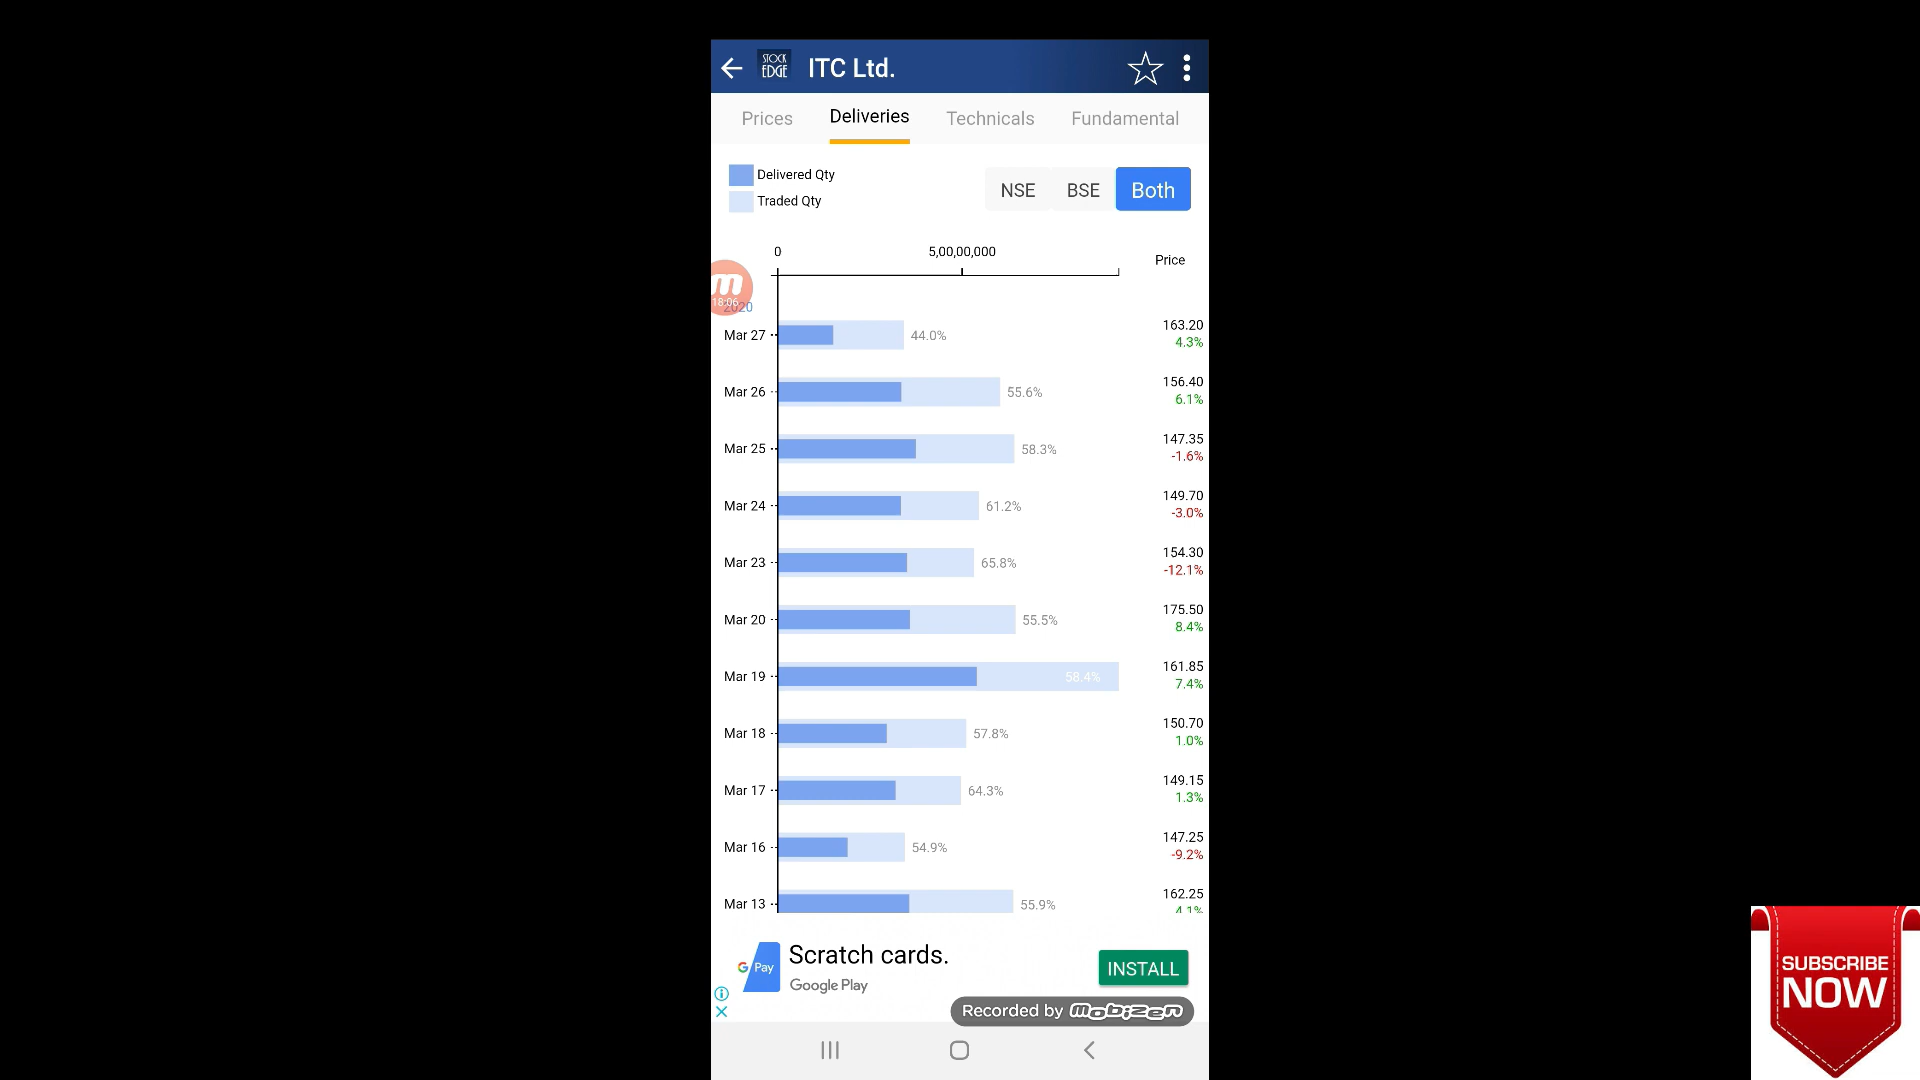 STOCK
EDGE
ITC Ltd.
Prices Deliveries Technicals Fundamental
Delivered Qty
Traded Qty
NSE BSE Both
0 5,00,00,000
Price
m
18:06
2020
Mar 27 44.0% 163.20
4.3%
Mar 26 55.6% 156.40
6.1%
Mar 25 58.3% 147.35
-1.6%
Mar 24 61.2% 149.70
-3.0%
Mar 23 65.8% 154.30
-12.1%
Mar 20 55.5% 175.50
8.4%
Mar 19 58.4% 161.85
7.4%
Mar 18 57.8% 150.70
1.0%
Mar 17 64.3% 149.15
1.3%
Mar 16 54.9% 147.25
-9.2%
Mar 13 55.9% 162.25
4.1%
G Pay Scratch cards.
Google Play
INSTALL
Recorded by mobizen
SUBSCRIBE
NOW